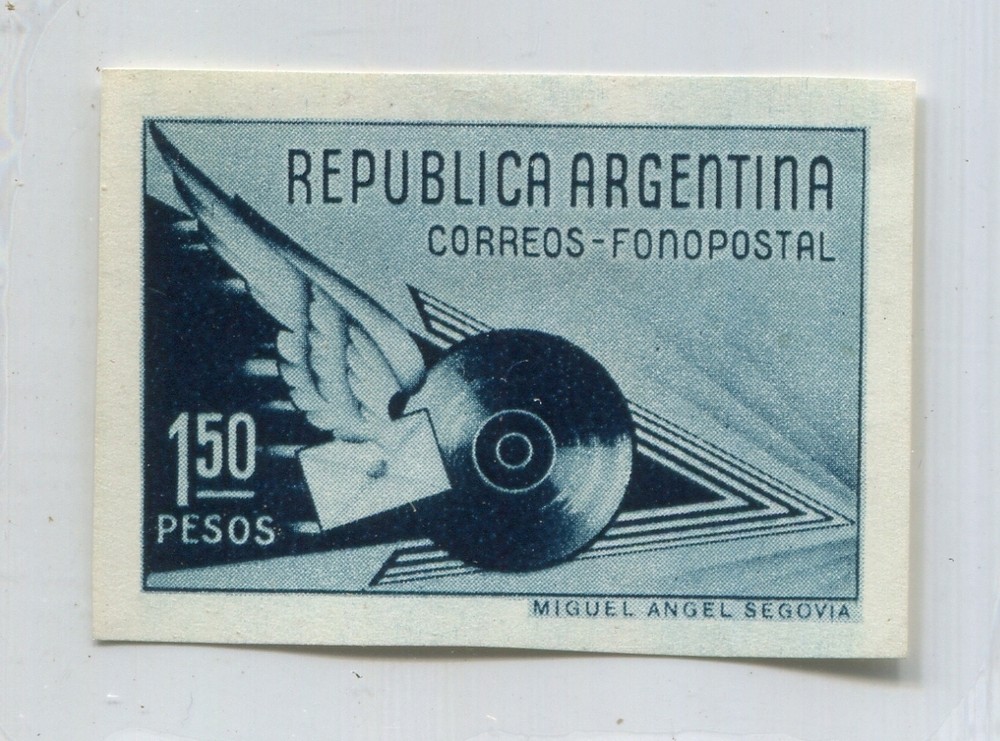 REPUBLICA ARGENTINA
CORREOS-FONOPOSTAL
1 50
PESOS
MIGUEL ANGEL SEGOVIA